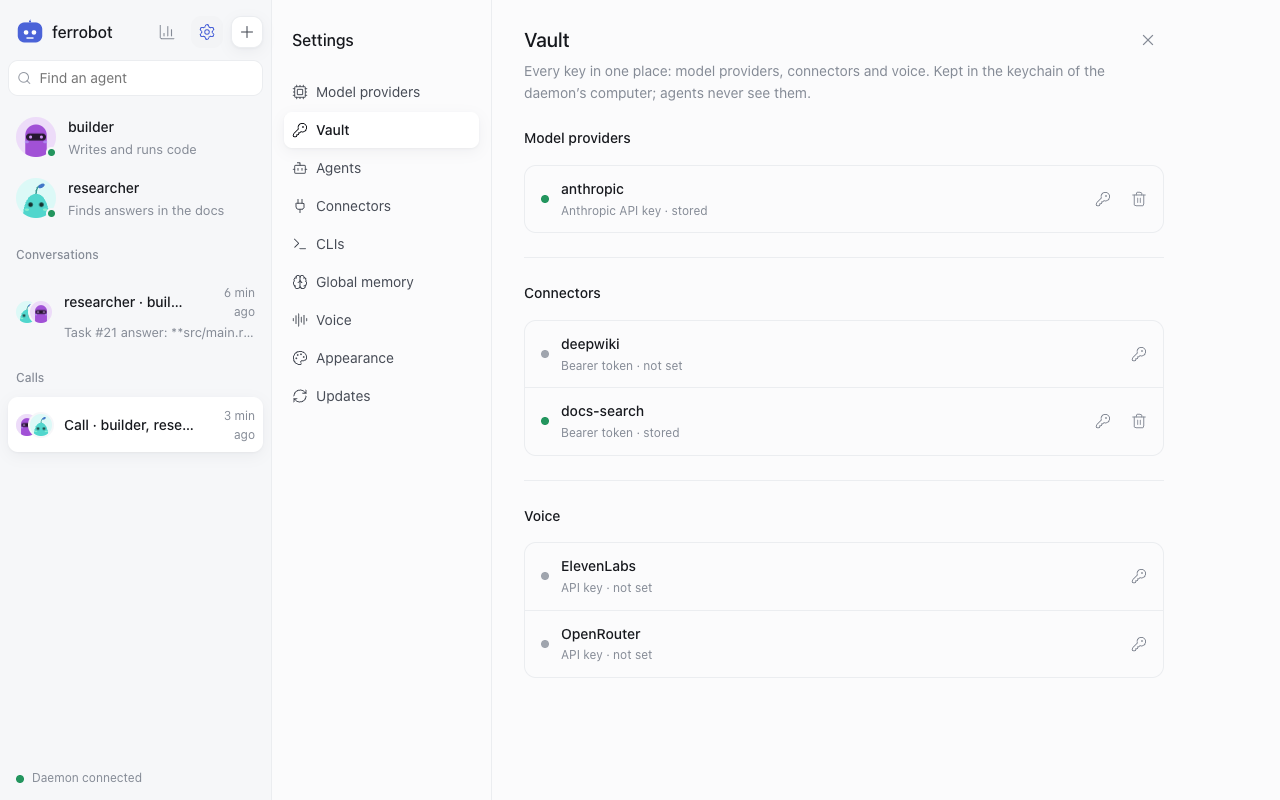 ferrobot
Find an agent
builder
Writes and runs code
researcher
Finds answers in the docs
Conversations
researcher · buil...
6 min
ago
Task #21 answer: **src/main.r...
Calls
Call · builder, rese...
3 min
ago
Daemon connected
Settings
Model providers
Vault
Agents
Connectors
CLIs
Global memory
Voice
Appearance
Updates
Vault
Every key in one place: model providers, connectors and voice. Kept in the keychain of the
daemon's computer; agents never see them.
Model providers
anthropic
Anthropic API key · stored
Connectors
deepwiki
Bearer token · not set
docs-search
Bearer token · stored
Voice
ElevenLabs
API key · not set
OpenRouter
API key · not set